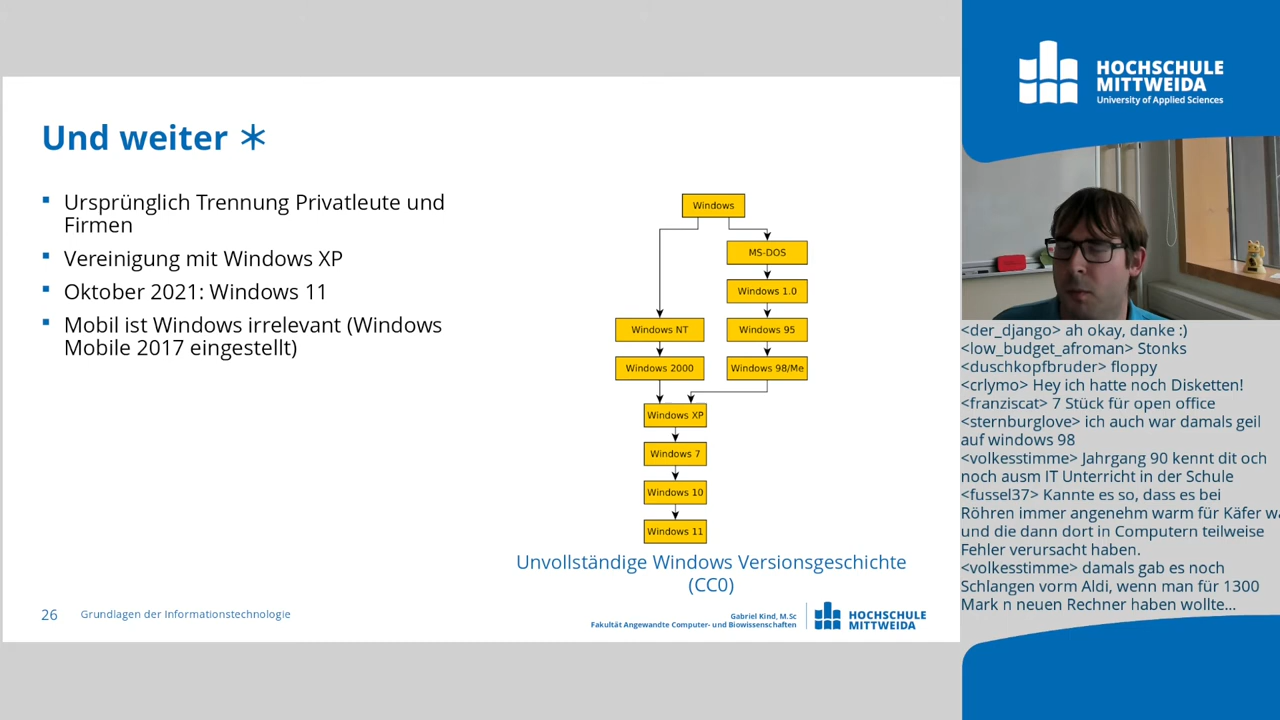 Und weiter *
Ursprünglich Trennung Privatleute und
Firmen
Vereinigung mit Windows XP
Oktober 2021: Windows 11
Mobil ist Windows irrelevant (Windows
Mobile 2017 eingestellt)
Windows
MS-DOS
Windows 1.0
Windows NT
Windows 95
Windows 2000
Windows 98/Me
Windows XP
Windows 7
Windows 10
Windows 11
Unvollständige Windows Versionsgeschichte
(CC0)
26
Grundlagen der Informationstechnologie
Gabriel Kind, M.Sc
Fakultät Angewandte Computer- und Biowissenschaften
HOCHSCHULE
MITTWEIDA
HOCHSCHULE
MITTWEIDA
University of Applied Sciences
<der_django> ah okay, danke :)
<low_budget_afroman> Stonks
<duschkopfbruder> floppy
<crlymo> Hey ich hatte noch Disketten!
<franziscat> 7 Stück für open office
<sternburglove> ich auch war damals geil
auf windows 98
<volkesstimme> Jahrgang 90 kennt dit och
noch ausm IT Unterricht in der Schule
<fussel37> Kannte es so, dass es bei
Röhren immer angenehm warm für Käfer wa
und die dann dort in Computern teilweise
Fehler verursacht haben.
<volkesstimme> damals gab es noch
Schlangen vorm Aldi, wenn man für 1300
Mark n neuen Rechner haben wollte...